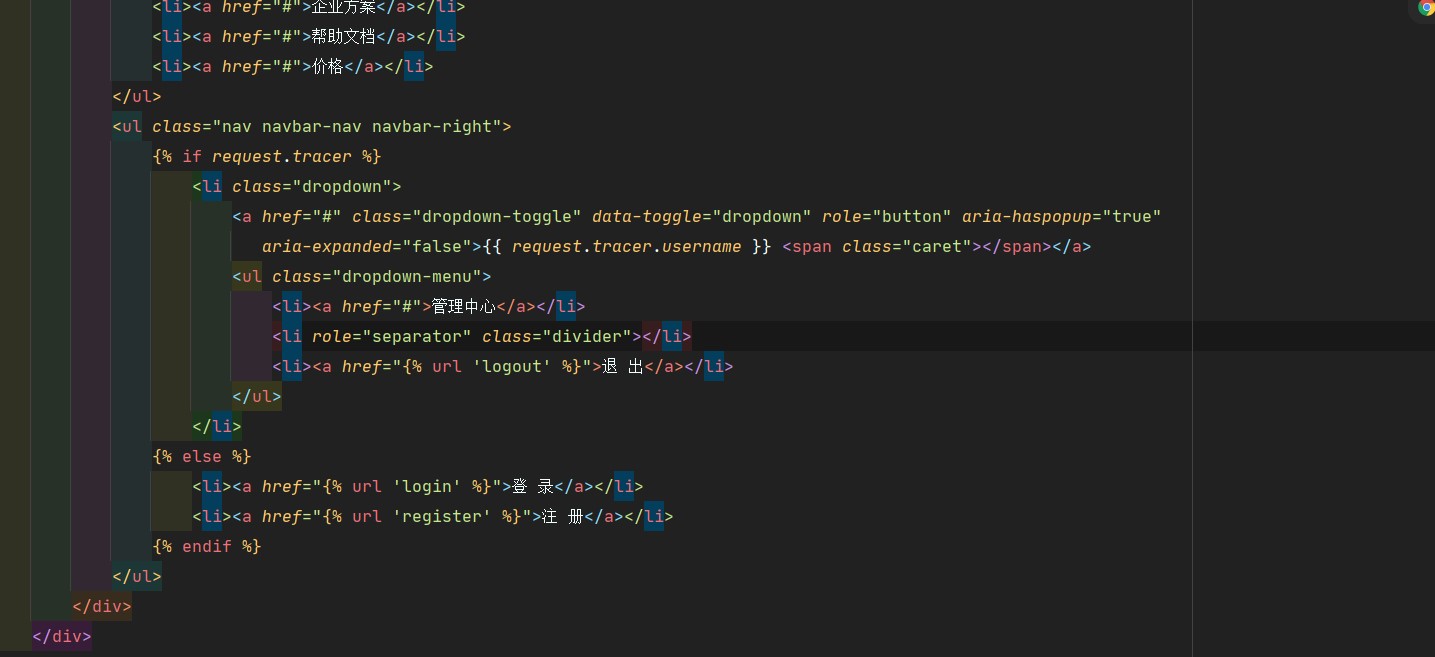 <li><a href="#">企业方案</a></li>
<li><a href="#">帮助文档</a></li>
<li><a href="#">价格</a></li>
</ul>
<ul class="nav navbar-nav navbar-right">
{% if request.tracer %}
<li class="dropdown">
<a href="#" class="dropdown-toggle" data-toggle="dropdown" role="button" aria-haspopup="true"
aria-expanded="false">{{ request.tracer.username }} <span class="caret"></span></a>
<ul class="dropdown-menu">
<li><a href="#">管理中心</a></li>
<li role="separator" class="divider"></li>
<li><a href="{% url 'logout' %}">退 出</a></li>
</ul>
</li>
{% else %}
<li><a href="{% url 'login' %}">登 录</a></li>
<li><a href="{% url 'register' %}">注 册</a></li>
{% endif %}
</ul>
</div>
</div>